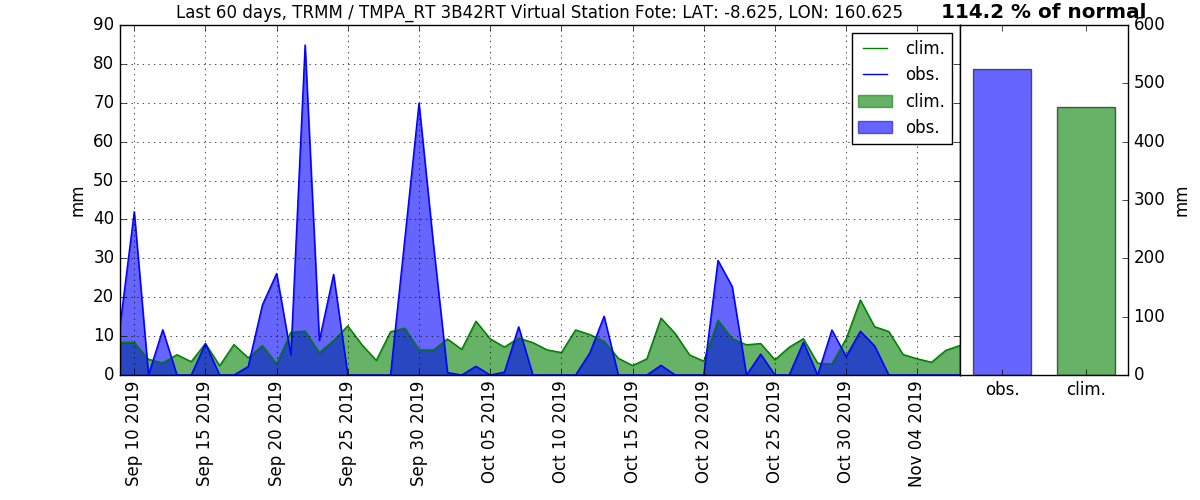 Last 60 days, TRMM / TMPA_RT 3B42RT Virtual Station Fote: LAT: -8.625, LON: 160.625
114.2 % of normal
90
80
70
60
50
40
30
20
10
0
mm
clim.
obs.
clim.
obs.
Sep 10 2019
Sep 15 2019
Sep 20 2019
Sep 25 2019
Sep 30 2019
Oct 05 2019
Oct 10 2019
Oct 15 2019
Oct 20 2019
Oct 25 2019
Oct 30 2019
Nov 04 2019
600
500
400
300
200
100
0
mm
obs.
clim.